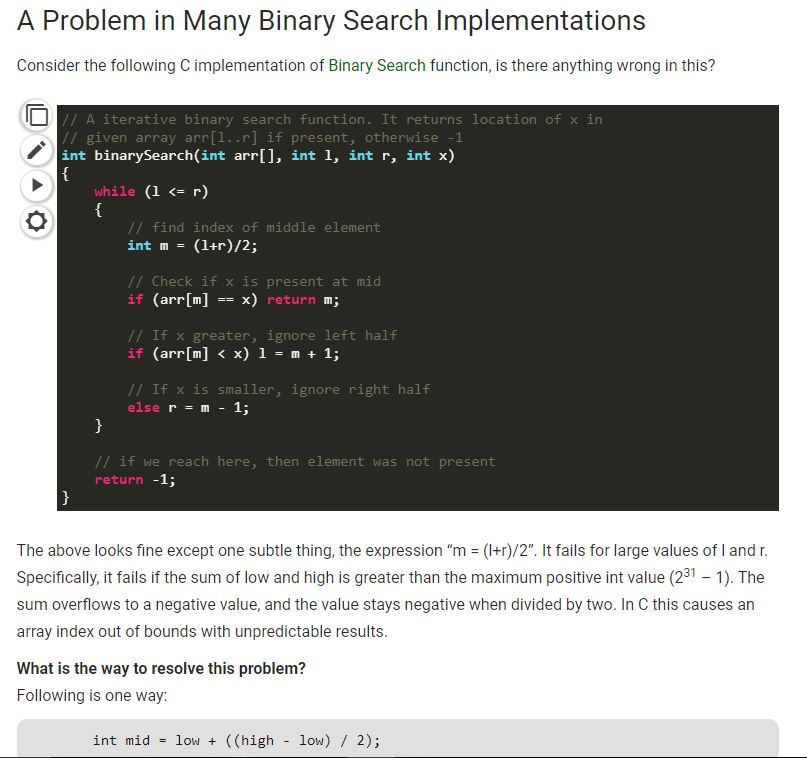 A Problem in Many Binary Search Implementations
Consider the following C implementation of Binary Search function, is there anything wrong in this?
// A iterative binary search function. It returns location of x in
// given array arr[l..r] if present, otherwise -1
int binarySearch(int arr[], int l, int r, int x)
{
    while (l <= r)
    {
        // find index of middle element
        int m = (l+r)/2;
        // Check if x is present at mid
        if (arr[m] == x) return m;
        // If x greater, ignore left half
        if (arr[m] < x) l = m + 1;
        // If x is smaller, ignore right half
        else r = m - 1;
    }
    // if we reach here, then element was not present
    return -1;
}
The above looks fine except one subtle thing, the expression “m = (l+r)/2”. It fails for large values of l and r.
Specifically, it fails if the sum of low and high is greater than the maximum positive int value (2³¹ – 1). The
sum overflows to a negative value, and the value stays negative when divided by two. In C this causes an
array index out of bounds with unpredictable results.
What is the way to resolve this problem?
Following is one way:
int mid = low + ((high - low) / 2);